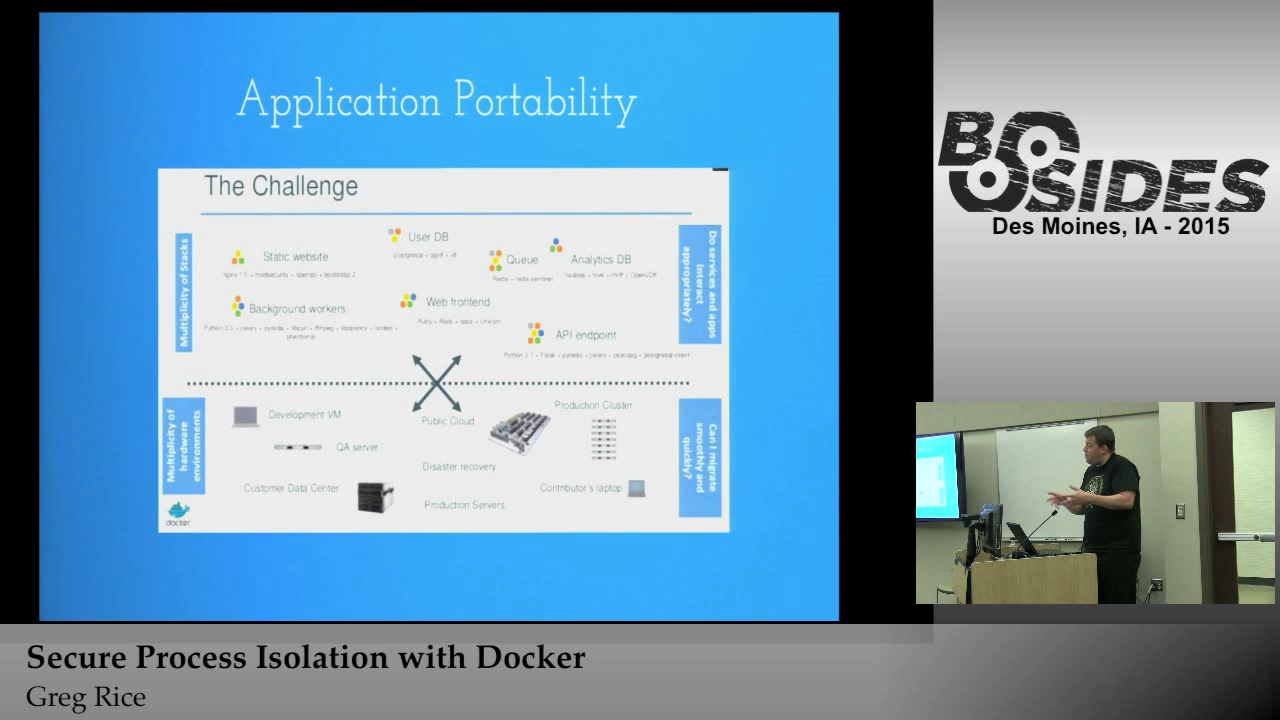 Application Portability
The Challenge
Multiplicity of Stacks
Static website
User DB
Queue
Analytics DB
Background workers
Web frontend
API endpoint
Do services and apps
interact
appropriately?
Multiplicity of
hardware
environments
Development VM
QA server
Customer Data Center
Public Cloud
Disaster recovery
Production Servers
Production Cluster
Contributor's laptop
Can I migrate
smoothly and
quickly?
docker
BSIDES
Des Moines, IA - 2015
Secure Process Isolation with Docker
Greg Rice